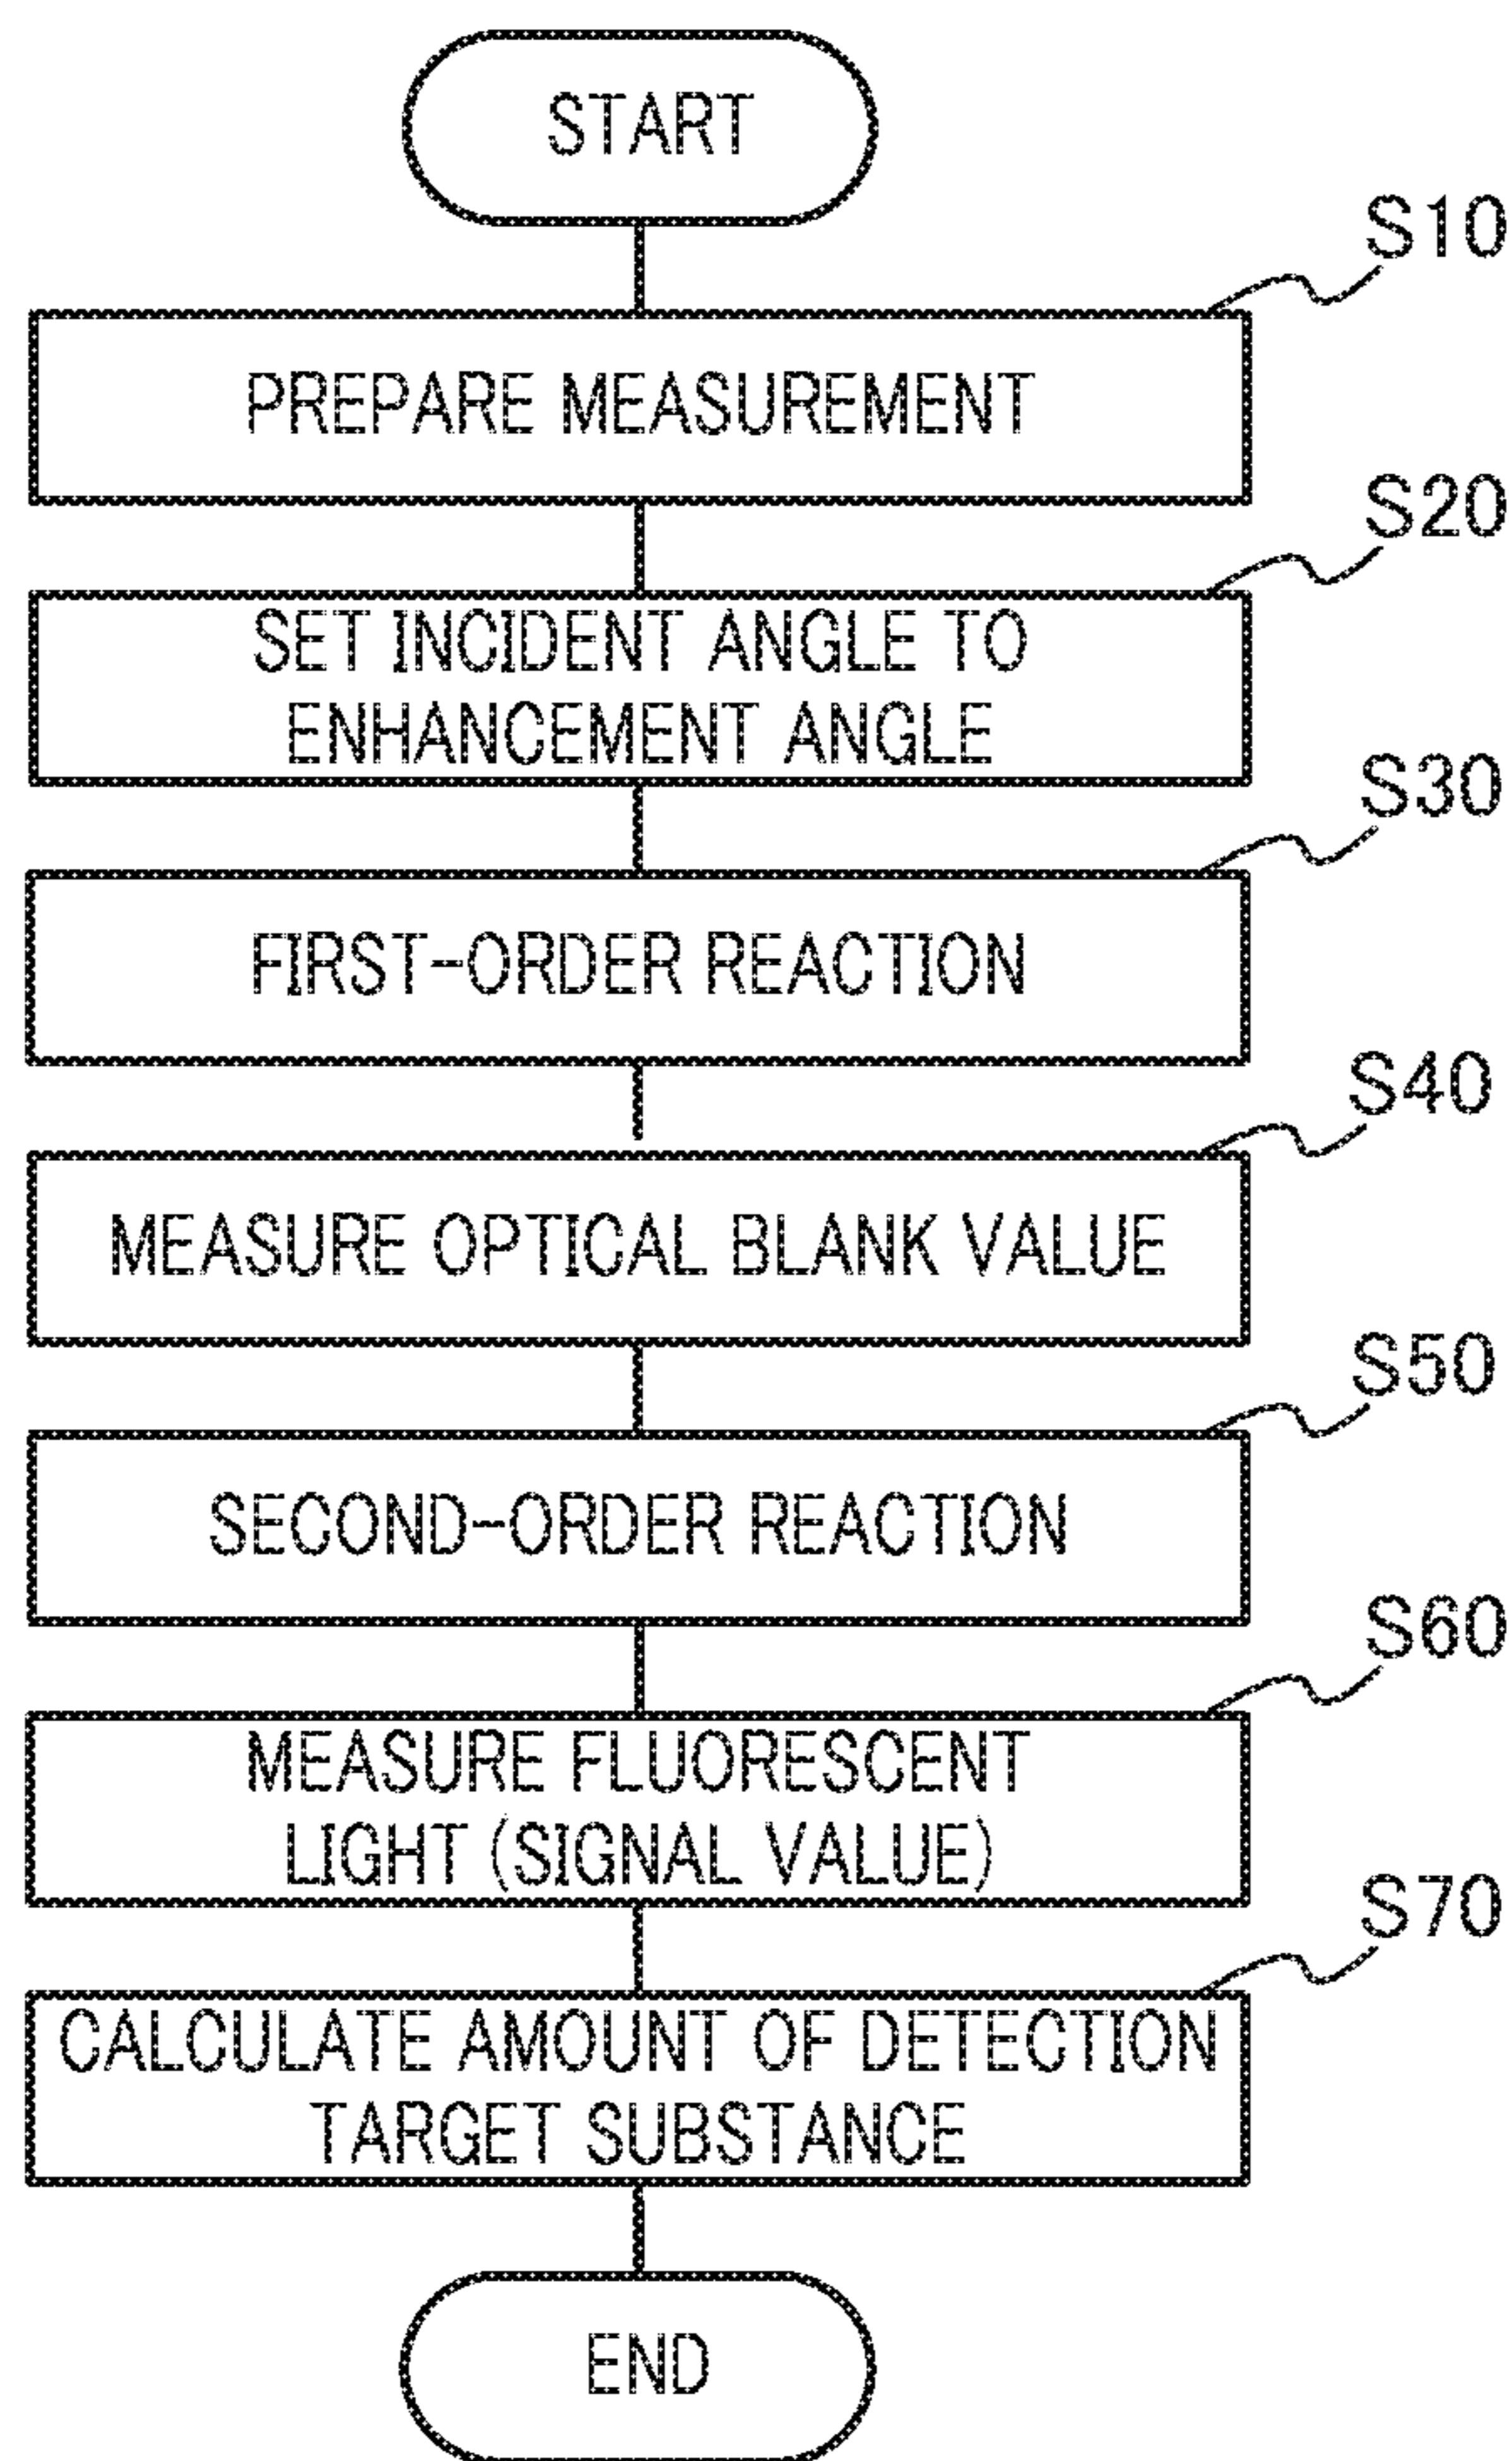 START
S10
PREPARE MEASUREMENT
S20
SET INCIDENT ANGLE TO
ENHANCEMENT ANGLE
S30
FIRST-ORDER REACTION
S40
MEASURE OPTICAL BLANK VALUE
S50
SECOND-ORDER REACTION
S60
MEASURE FLUORESCENT
LIGHT (SIGNAL VALUE)
S70
CALCULATE AMOUNT OF DETECTION
TARGET SUBSTANCE
END